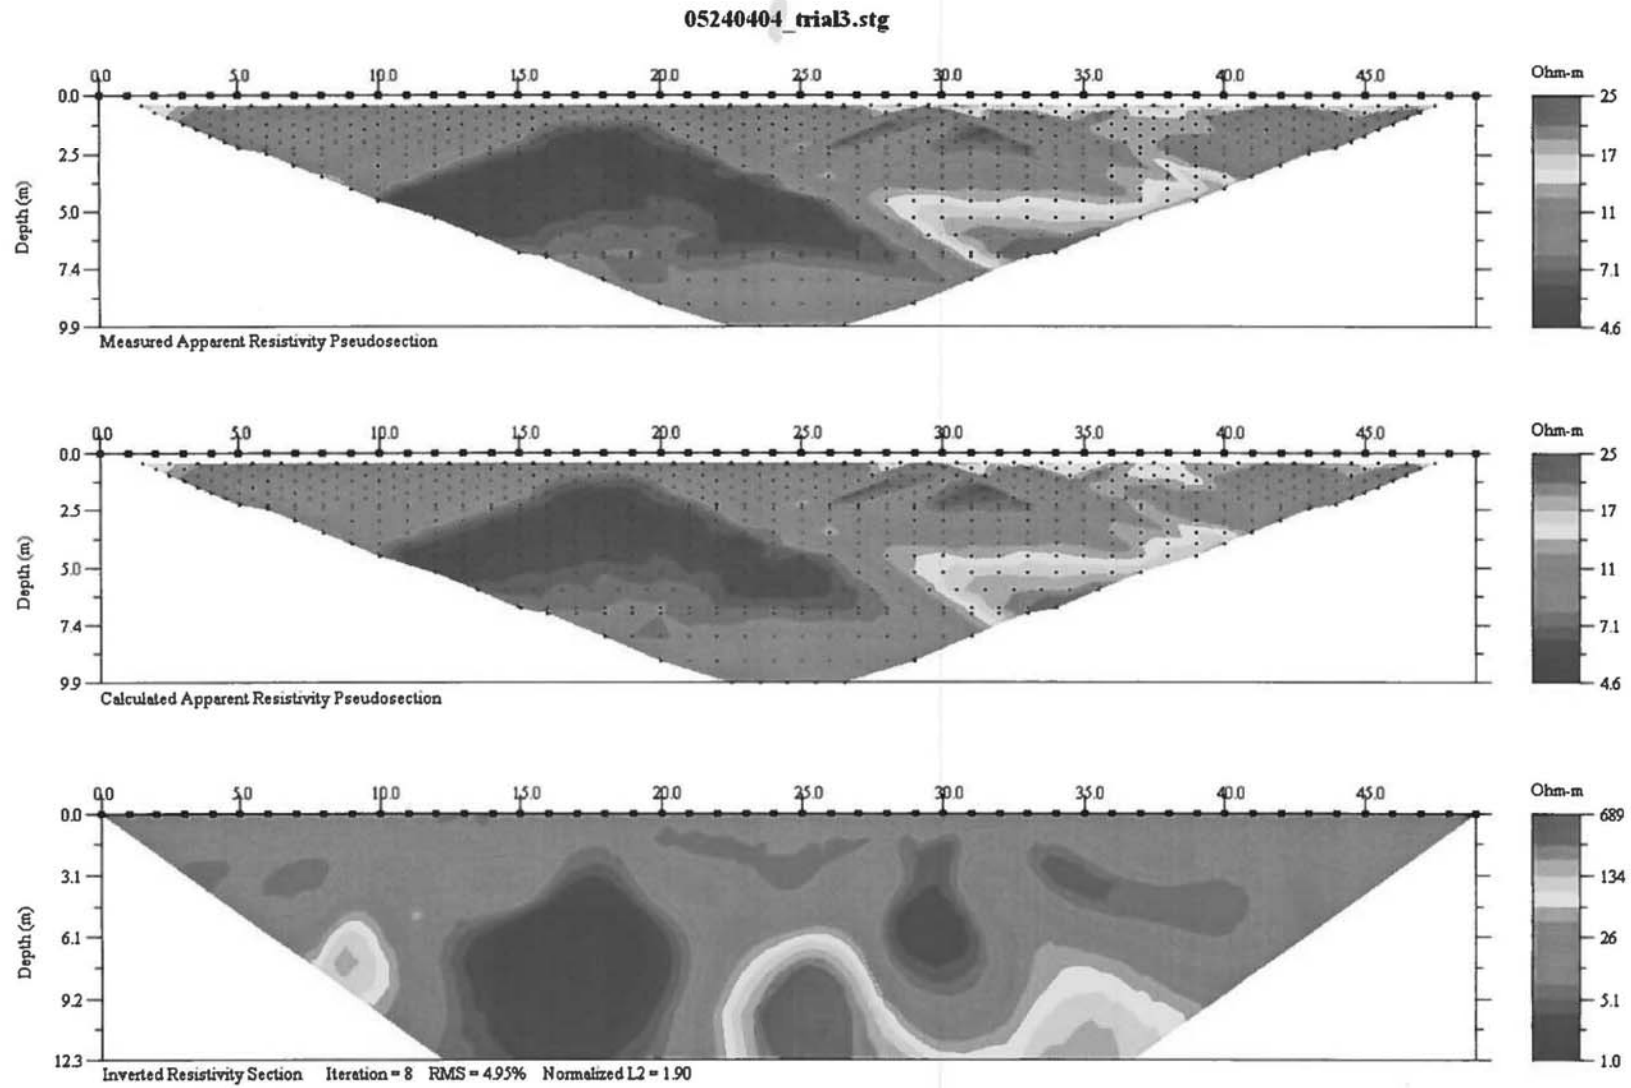 05240404_trial3.stg
0.0 5.0 10.0 15.0 20.0 25.0 30.0 35.0 40.0 45.0
Ohm-m
0.0
2.5
5.0
7.4
9.9
Depth (m)
25
17
11
7.1
4.6
Measured Apparent Resistivity Pseudosection
0.0 5.0 10.0 15.0 20.0 25.0 30.0 35.0 40.0 45.0
Ohm-m
0.0
2.5
5.0
7.4
9.9
Depth (m)
25
17
11
7.1
4.6
Calculated Apparent Resistivity Pseudosection
0.0 5.0 10.0 15.0 20.0 25.0 30.0 35.0 40.0 45.0
Ohm-m
0.0
3.1
6.1
9.2
12.3
Depth (m)
689
134
26
5.1
1.0
Inverted Resistivity Section Iteration = 8 RMS = 4.95% Normalized L2 = 1.90